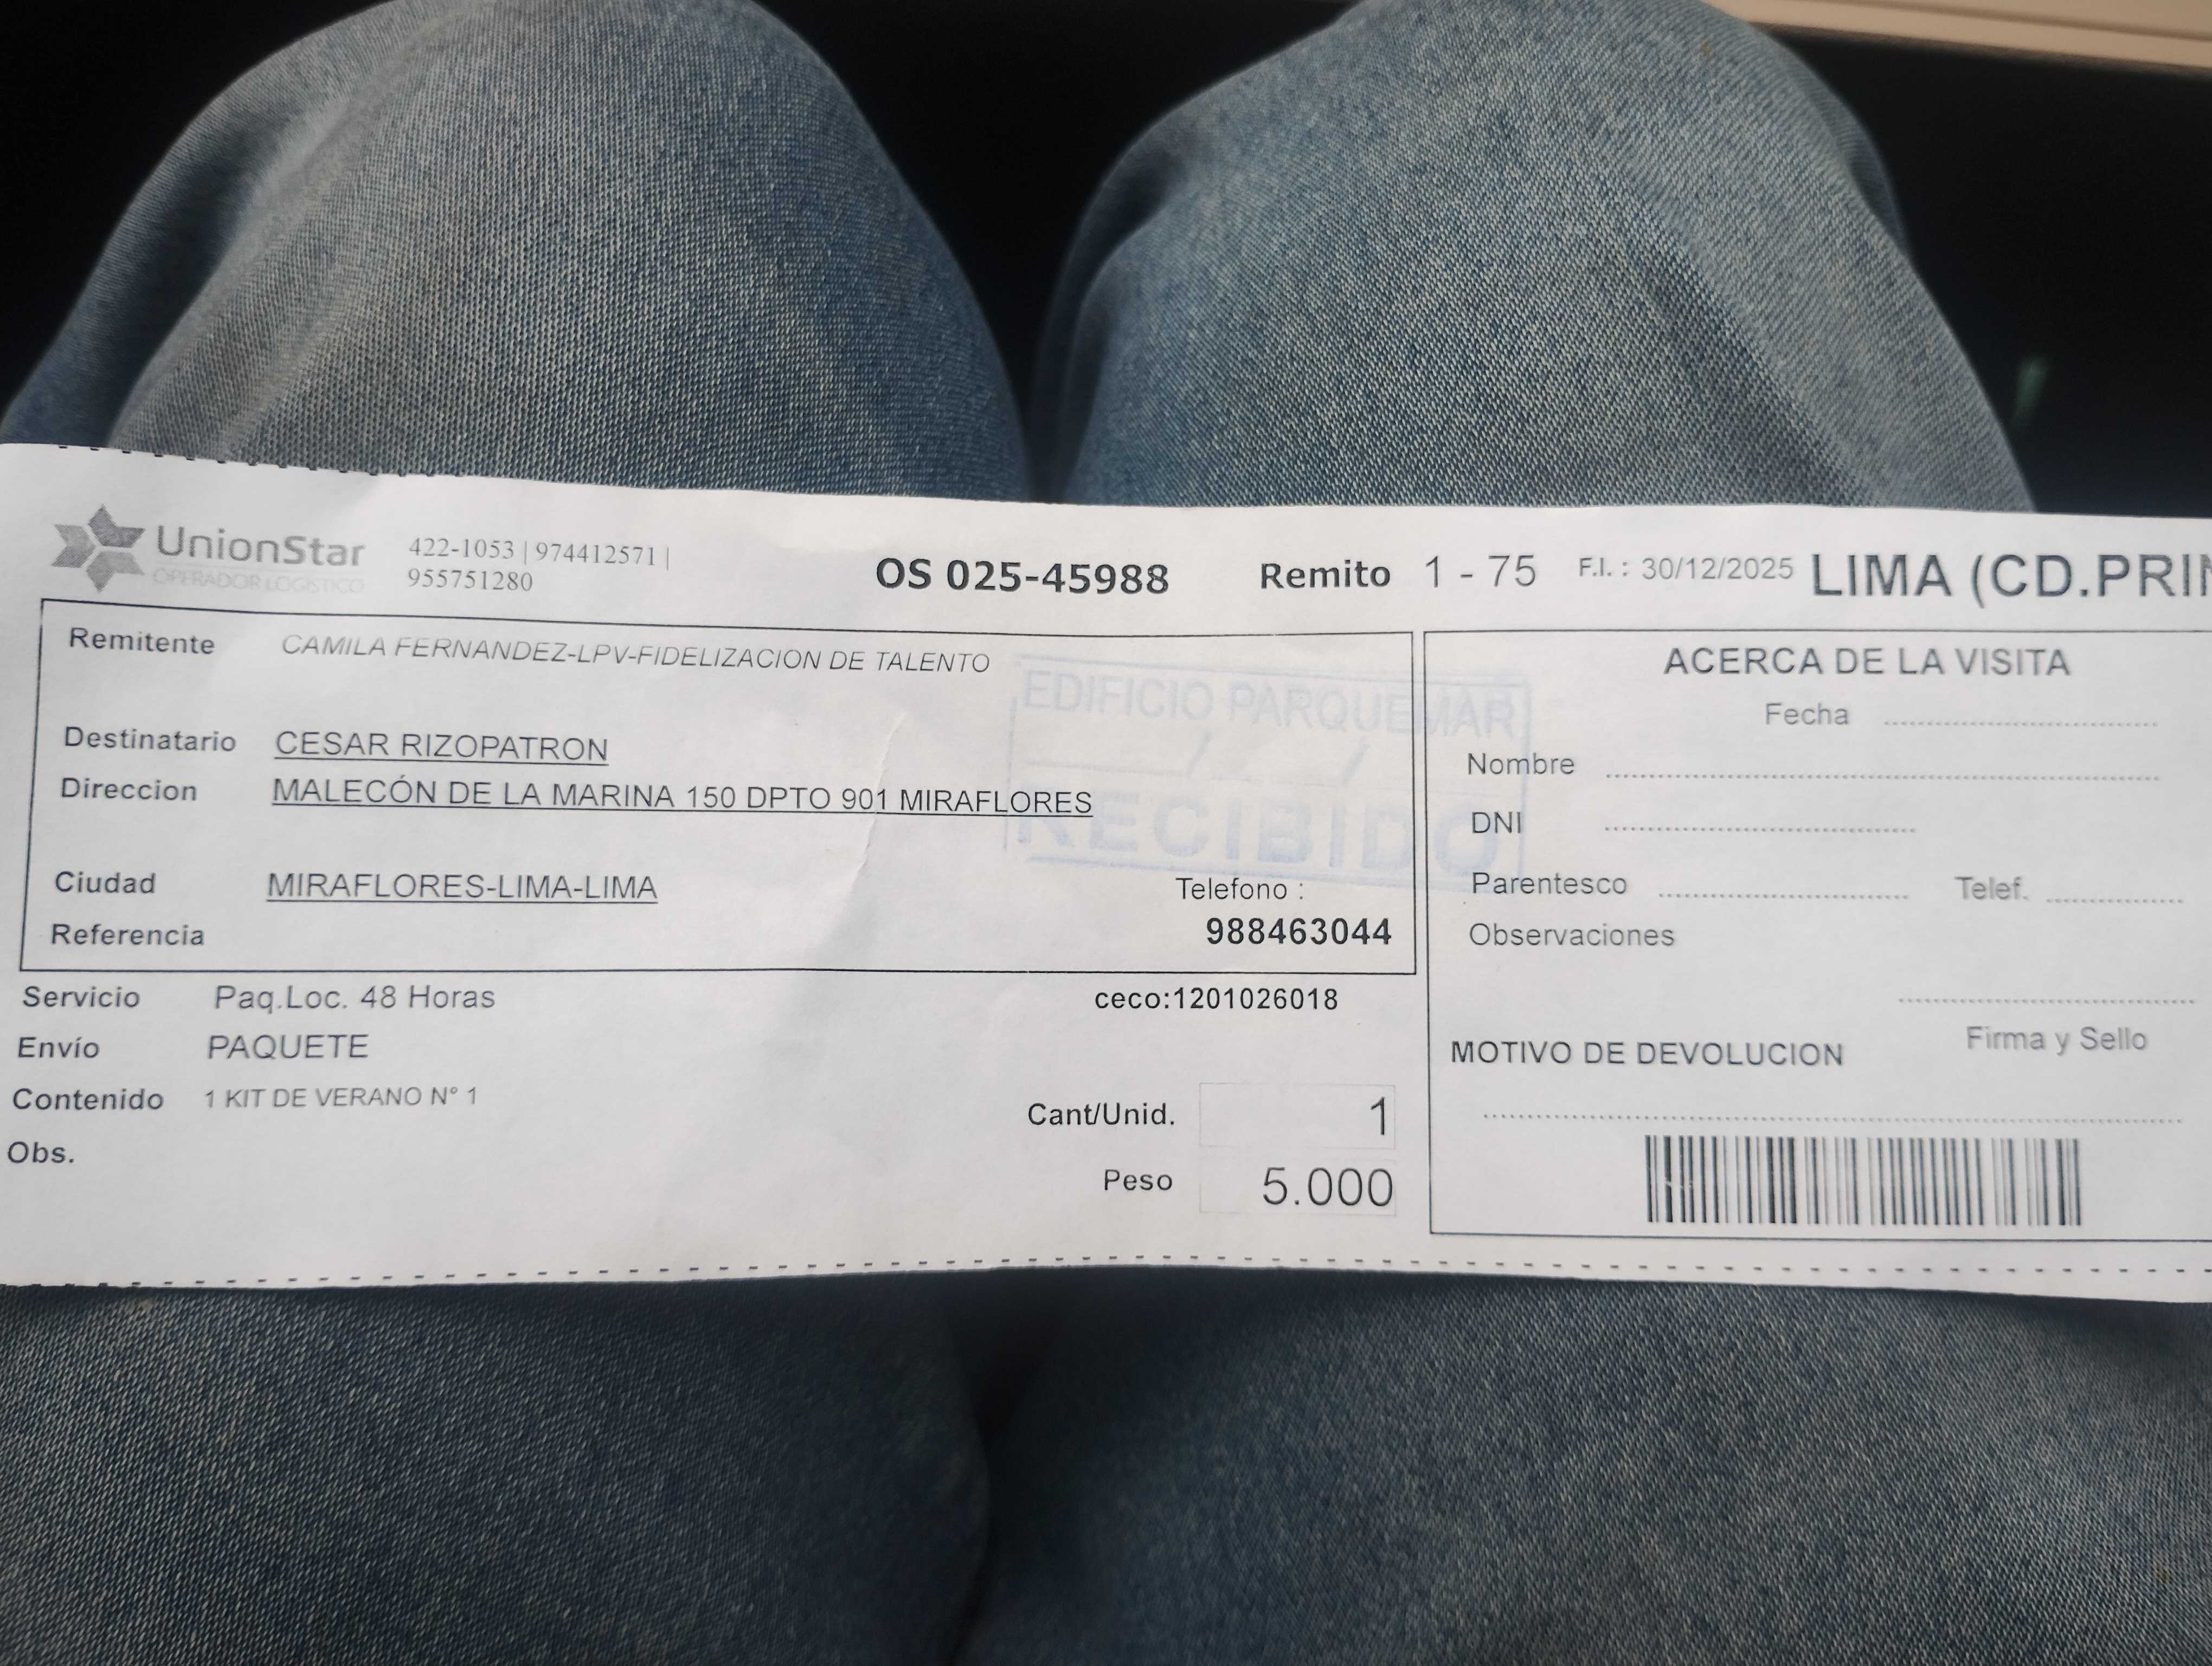 UnionStar
OPERADOR LOGISTICO
422-1053 | 974412571 |
955751280
OS 025-45988
Remito 1 - 75
F.I. : 30/12/2025
LIMA (CD.PRIN
Remitente CAMILA FERNANDEZ-LPV-FIDELIZACION DE TALENTO
Destinatario CESAR RIZOPATRON
Direccion MALECÓN DE LA MARINA 150 DPTO 901 MIRAFLORES
Ciudad MIRAFLORES-LIMA-LIMA
Telefono :
988463044
Referencia
EDIFICIO PARQUEMAR
/ /
RECIBIDO
Servicio Paq.Loc. 48 Horas
ceco:1201026018
Envío PAQUETE
Contenido 1 KIT DE VERANO N° 1
Cant/Unid. 1
Obs.
Peso 5.000
ACERCA DE LA VISITA
Fecha
Nombre
DNI
Parentesco Telef.
Observaciones
Firma y Sello
MOTIVO DE DEVOLUCION